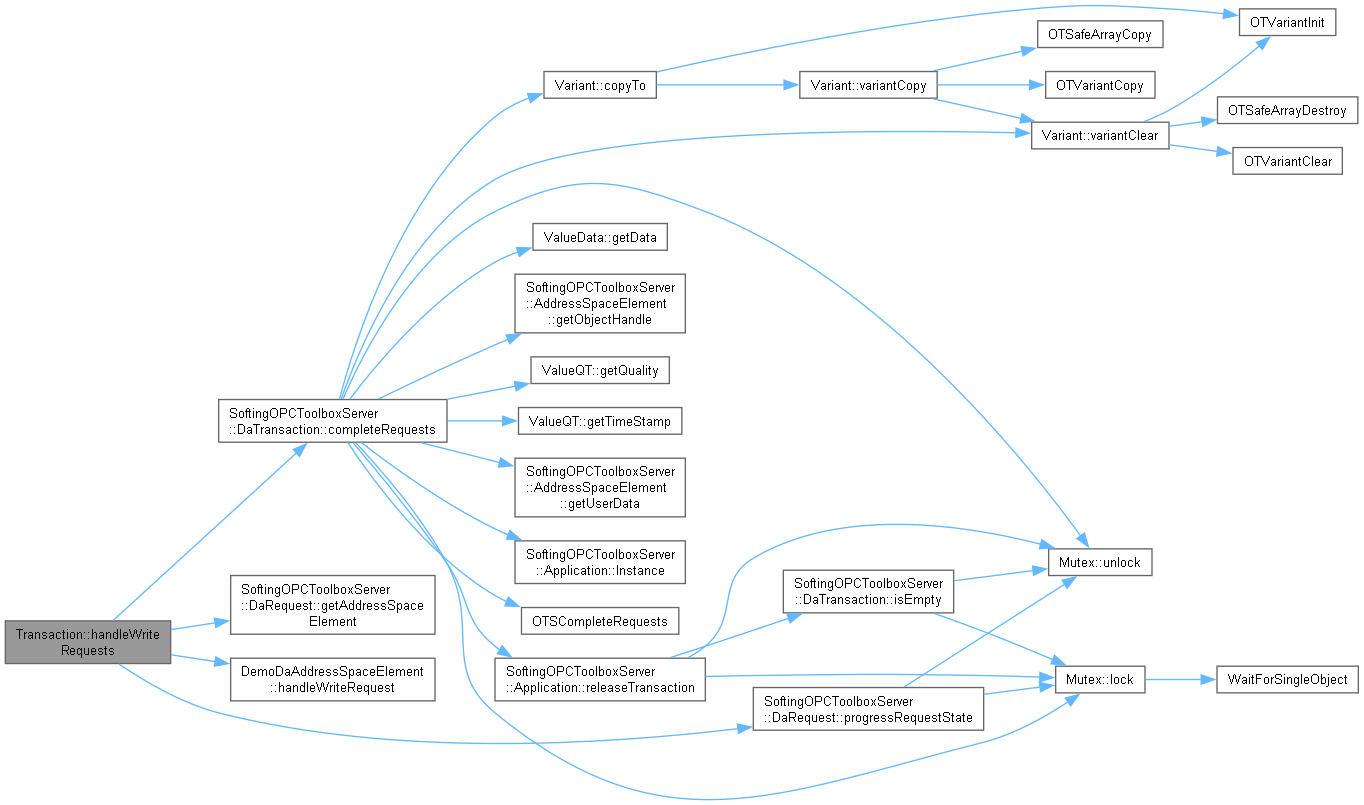 OTVariantInit
OTSafeArrayCopy
Variant::copyTo
Variant::variantCopy
OTVariantCopy
OTSafeArrayDestroy
Variant::variantClear
OTVariantClear
ValueData::getData
SoftingOPCToolboxServer
::AddressSpaceElement
::getObjectHandle
ValueQT::getQuality
SoftingOPCToolboxServer
::DaTransaction::completeRequests
ValueQT::getTimeStamp
SoftingOPCToolboxServer
::AddressSpaceElement
::getUserData
SoftingOPCToolboxServer
::Application::Instance
Mutex::unlock
SoftingOPCToolboxServer
::DaTransaction::isEmpty
SoftingOPCToolboxServer
::DaRequest::getAddressSpace
Element
OTSCompleteRequests
Transaction::handleWrite
Requests
DemoDaAddressSpaceElement
::handleWriteRequest
SoftingOPCToolboxServer
::Application::releaseTransaction
Mutex::lock
WaitForSingleObject
SoftingOPCToolboxServer
::DaRequest::progressRequestState